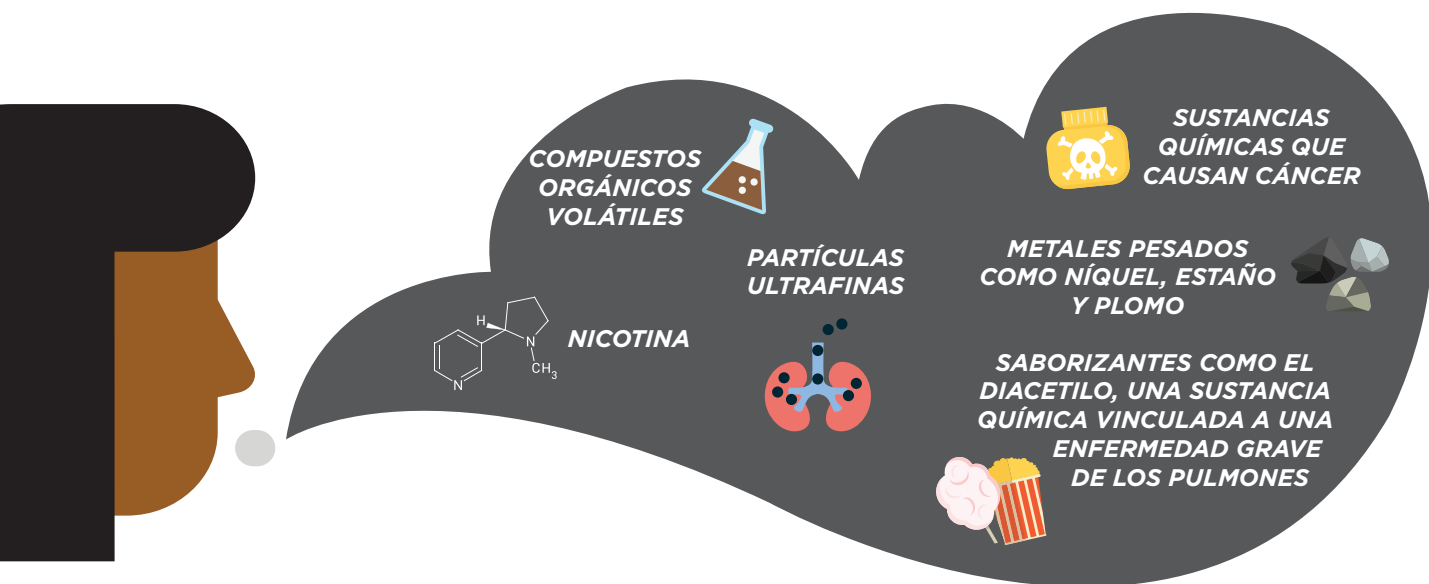 COMPUESTOS
ORGÁNICOS
VOLÁTILES
SUSTANCIAS
QUÍMICAS QUE
CAUSAN CÁNCER
PARTÍCULAS
ULTRAFINAS
METALES PESADOS
COMO NÍQUEL, ESTAÑO
Y PLOMO
H
N
CH₃
N
NICOTINA
SABORIZANTES COMO EL
DIACETILO, UNA SUSTANCIA
QUÍMICA VINCULADA A UNA
ENFERMEDAD GRAVE
DE LOS PULMONES